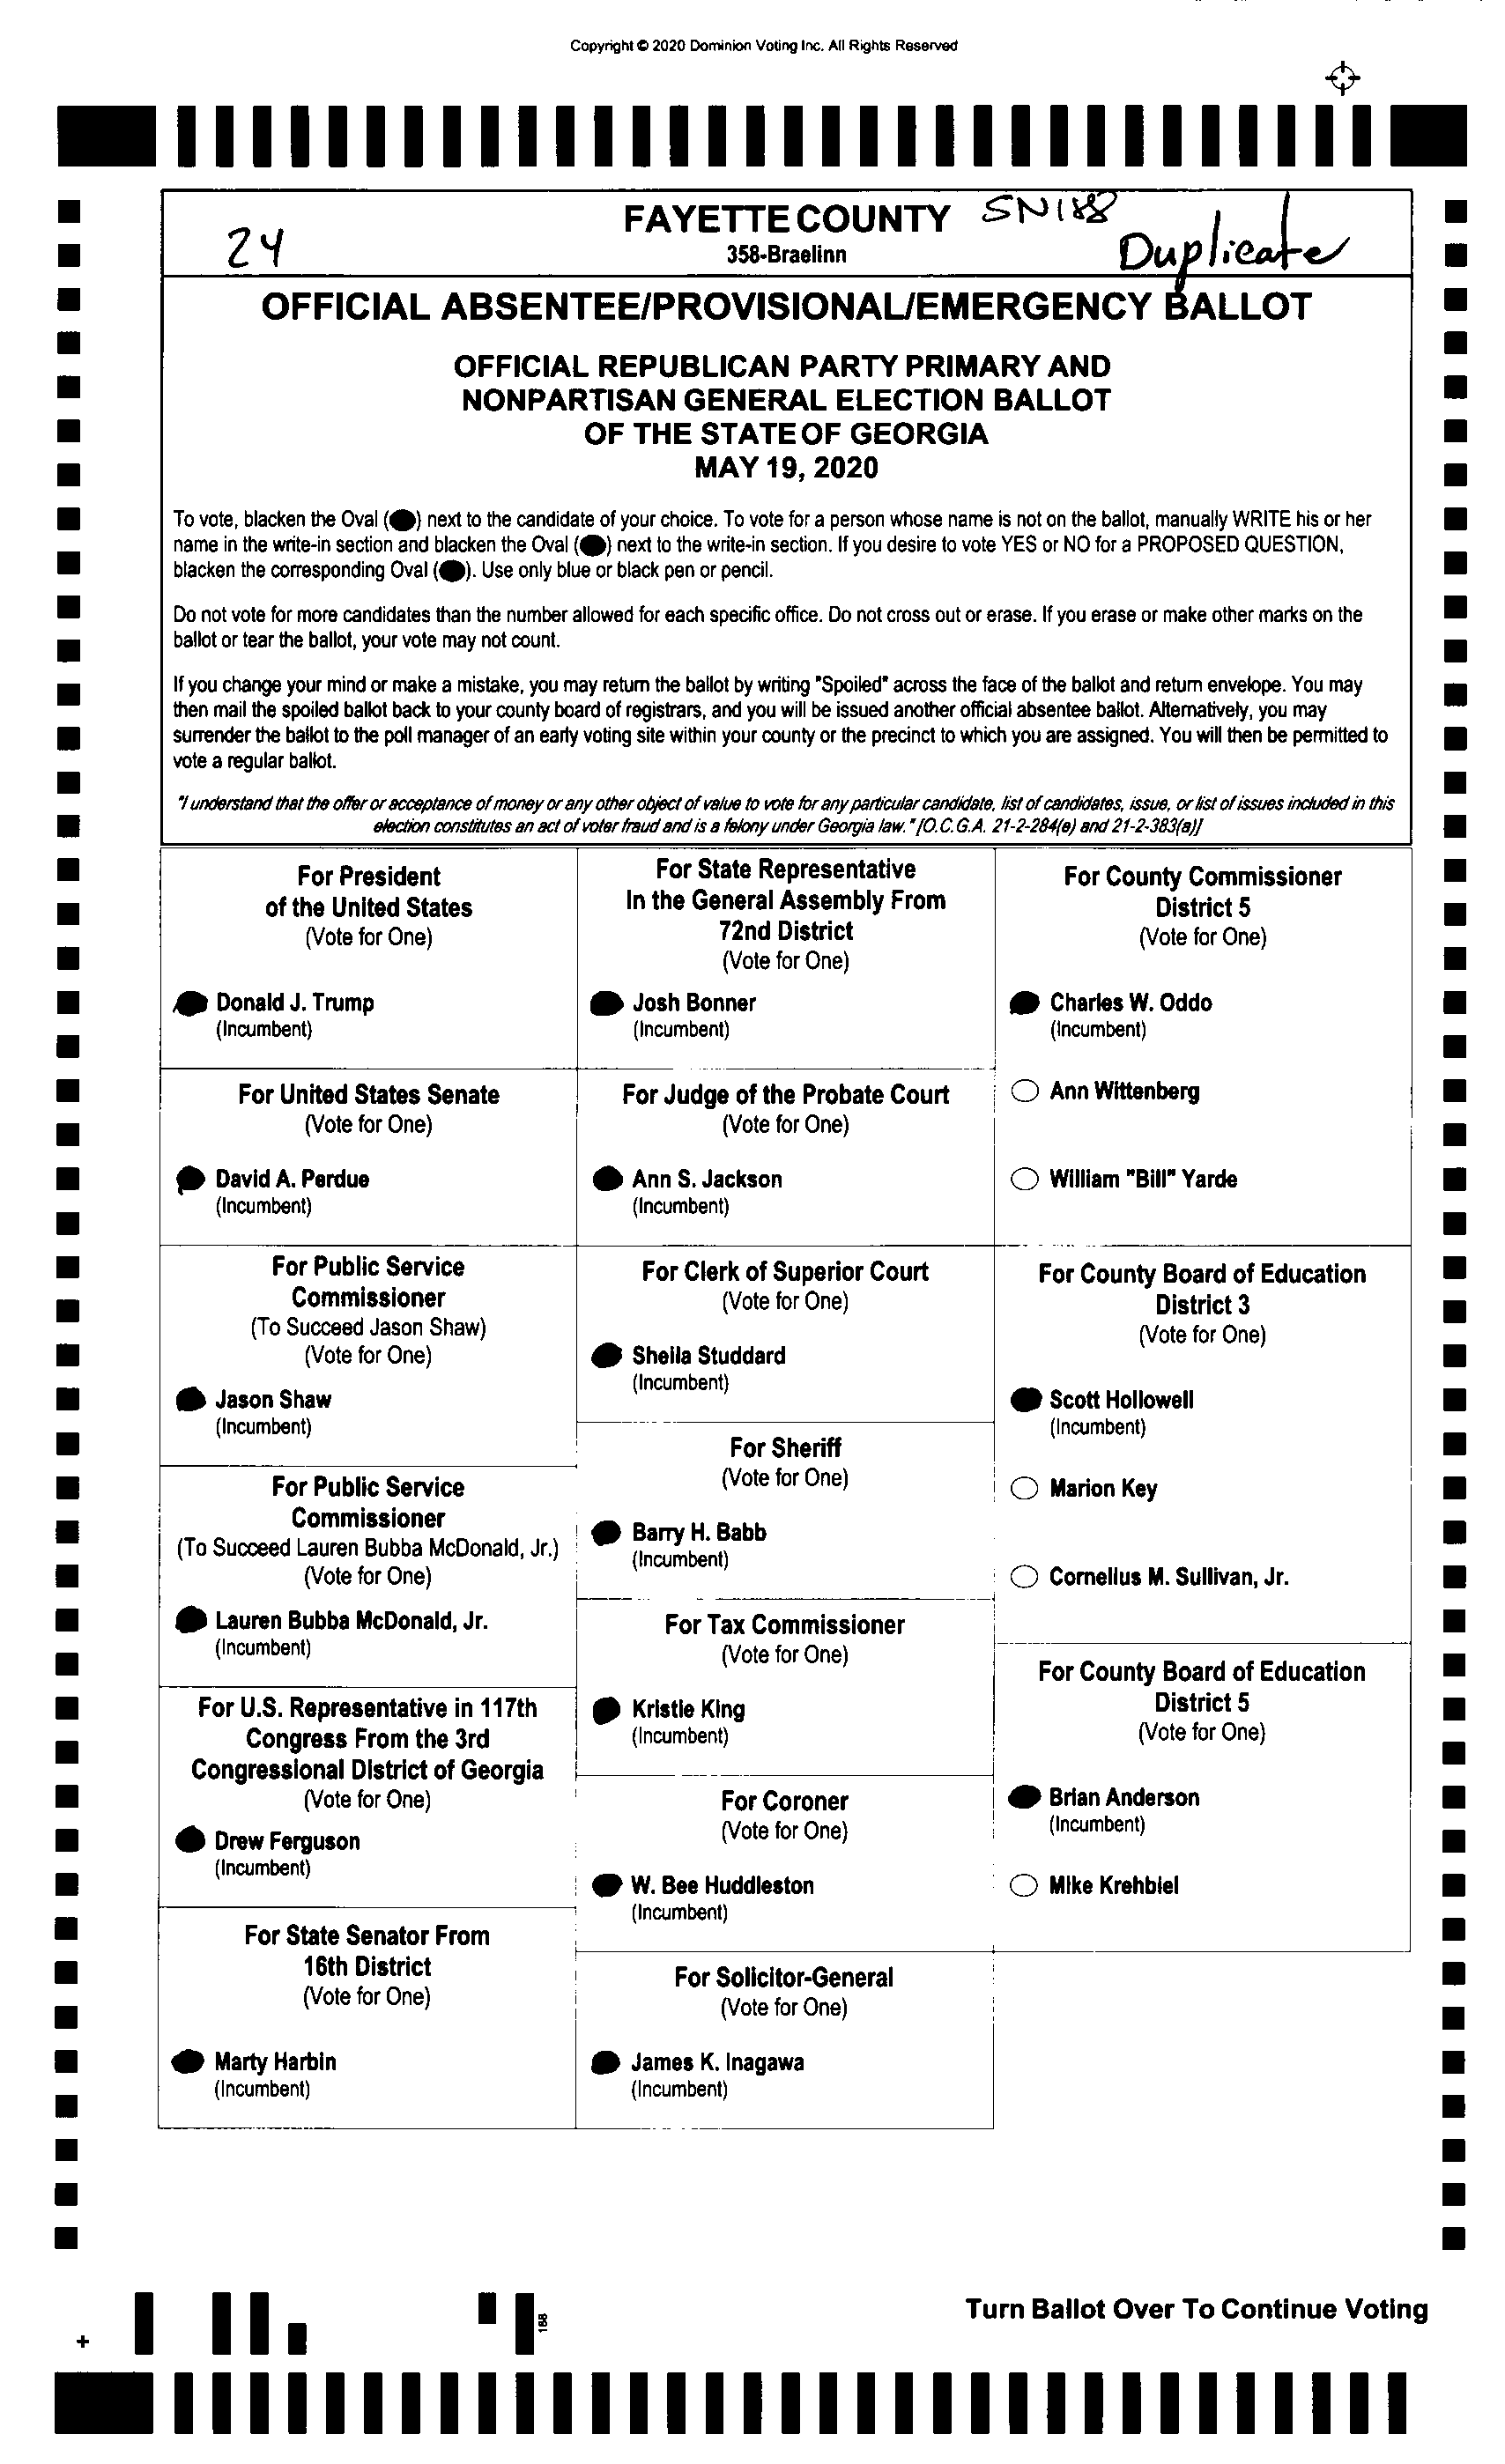 Copyright © 2020 Dominion Voting Inc. All Rights Reserved
FAYETTE COUNTY
SN188
24
358-Braelinn
Duplicate
OFFICIAL ABSENTEE/PROVISIONAL/EMERGENCY BALLOT
OFFICIAL REPUBLICAN PARTY PRIMARY AND
NONPARTISAN GENERAL ELECTION BALLOT
OF THE STATE OF GEORGIA
MAY 19, 2020
To vote, blacken the Oval (●) next to the candidate of your choice. To vote for a person whose name is not on the ballot, manually WRITE his or her
name in the write-in section and blacken the Oval (●) next to the write-in section. If you desire to vote YES or NO for a PROPOSED QUESTION,
blacken the corresponding Oval (●). Use only blue or black pen or pencil.
Do not vote for more candidates than the number allowed for each specific office. Do not cross out or erase. If you erase or make other marks on the
ballot or tear the ballot, your vote may not count.
If you change your mind or make a mistake, you may return the ballot by writing "Spoiled" across the face of the ballot and return envelope. You may
then mail the spoiled ballot back to your county board of registrars, and you will be issued another official absentee ballot. Alternatively, you may
surrender the ballot to the poll manager of an early voting site within your county or the precinct to which you are assigned. You will then be permitted to
vote a regular ballot.
"I understand that the offer or acceptance of money or any other object of value to vote for any particular candidate, list of candidates, issue, or list of issues included in this
election constitutes an act of voter fraud and is a felony under Georgia law." [O.C.G.A. 21-2-284(e) and 21-2-383(a)]
For President
of the United States
(Vote for One)
Donald J. Trump
(Incumbent)
For United States Senate
(Vote for One)
David A. Perdue
(Incumbent)
For Public Service
Commissioner
(To Succeed Jason Shaw)
(Vote for One)
Jason Shaw
(Incumbent)
For Public Service
Commissioner
(To Succeed Lauren Bubba McDonald, Jr.)
(Vote for One)
Lauren Bubba McDonald, Jr.
(Incumbent)
For U.S. Representative in 117th
Congress From the 3rd
Congressional District of Georgia
(Vote for One)
Drew Ferguson
(Incumbent)
For State Senator From
16th District
(Vote for One)
Marty Harbin
(Incumbent)
For State Representative
In the General Assembly From
72nd District
(Vote for One)
Josh Bonner
(Incumbent)
For Judge of the Probate Court
(Vote for One)
Ann S. Jackson
(Incumbent)
For Clerk of Superior Court
(Vote for One)
Sheila Studdard
(Incumbent)
For Sheriff
(Vote for One)
Barry H. Babb
(Incumbent)
For Tax Commissioner
(Vote for One)
Kristie King
(Incumbent)
For Coroner
(Vote for One)
W. Bee Huddleston
(Incumbent)
For Solicitor-General
(Vote for One)
James K. Inagawa
(Incumbent)
For County Commissioner
District 5
(Vote for One)
Charles W. Oddo
(Incumbent)
Ann Wittenberg
William "Bill" Yarde
For County Board of Education
District 3
(Vote for One)
Scott Hollowell
(Incumbent)
Marion Key
Cornelius M. Sullivan, Jr.
For County Board of Education
District 5
(Vote for One)
Brian Anderson
(Incumbent)
Mike Krehbiel
Turn Ballot Over To Continue Voting
188